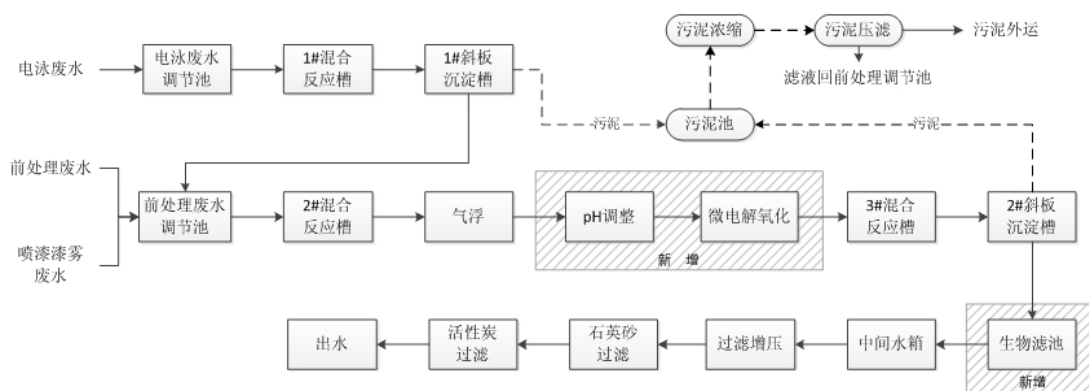 污泥浓缩
污泥压滤
污泥外运
滤液回前处理调节池
电泳废水
电泳废水
调节池
1#混合
反应槽
1#斜板
沉淀槽
污泥
污泥池
污泥
前处理废水
喷漆漆雾
废水
前处理废水
调节池
2#混合
反应槽
气浮
pH调整
微电解氧化
新 增
3#混合
反应槽
2#斜板
沉淀槽
出水
活性炭
过滤
石英砂
过滤
过滤增压
中间水箱
生物滤池
新增